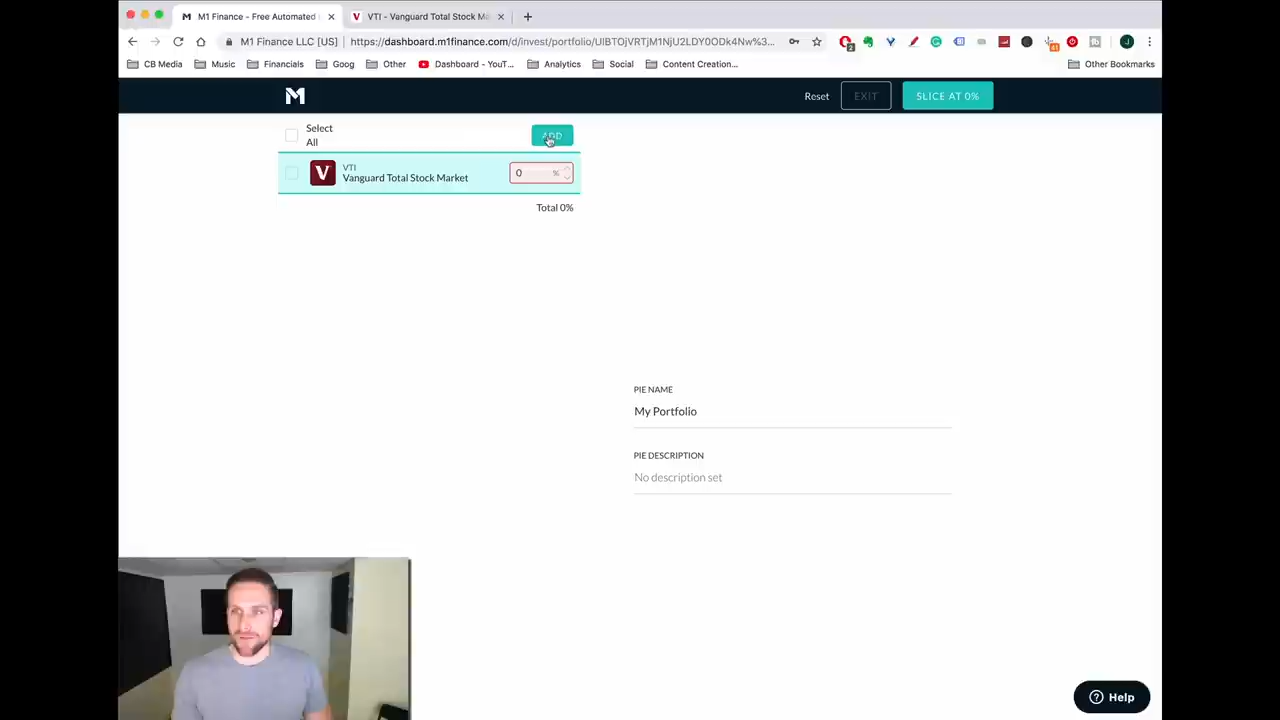 M1 Finance - Free Automated
VTI - Vanguard Total Stock Ma
M1 Finance LLC [US]
https://dashboard.m1finance.com/d/invest/portfolio/UlBTOjVRTjM1NjU2LDY0ODk4Nw%3...
CB Media
Music
Financials
Goog
Other
Dashboard - YouT...
Analytics
Social
Content Creation...
Other Bookmarks
Reset
EXIT
SLICE AT 0%
Select
All
ADD
VTI
Vanguard Total Stock Market
0 %
Total 0%
PIE NAME
My Portfolio
PIE DESCRIPTION
No description set
Help